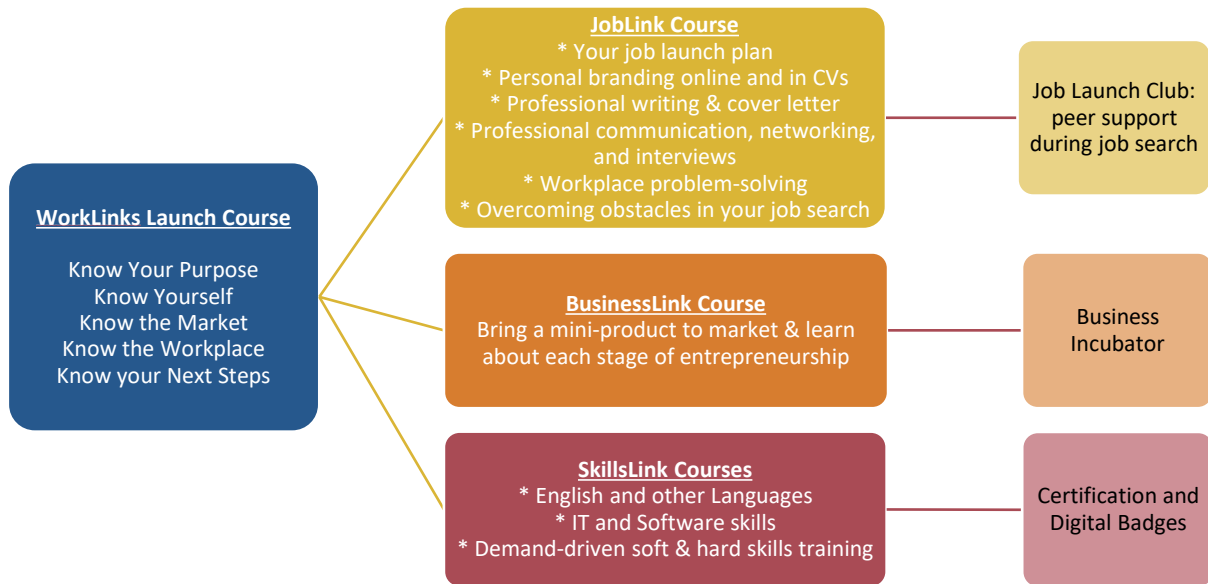 WorkLinks Launch Course
Know Your Purpose
Know Yourself
Know the Market
Know the Workplace
Know your Next Steps
JobLink Course
* Your job launch plan
* Personal branding online and in CVs
* Professional writing & cover letter
* Professional communication, networking,
and interviews
* Workplace problem-solving
* Overcoming obstacles in your job search
Job Launch Club:
peer support
during job search
BusinessLink Course
Bring a mini-product to market & learn
about each stage of entrepreneurship
Business
Incubator
SkillsLink Courses
* English and other Languages
* IT and Software skills
* Demand-driven soft & hard skills training
Certification and
Digital Badges